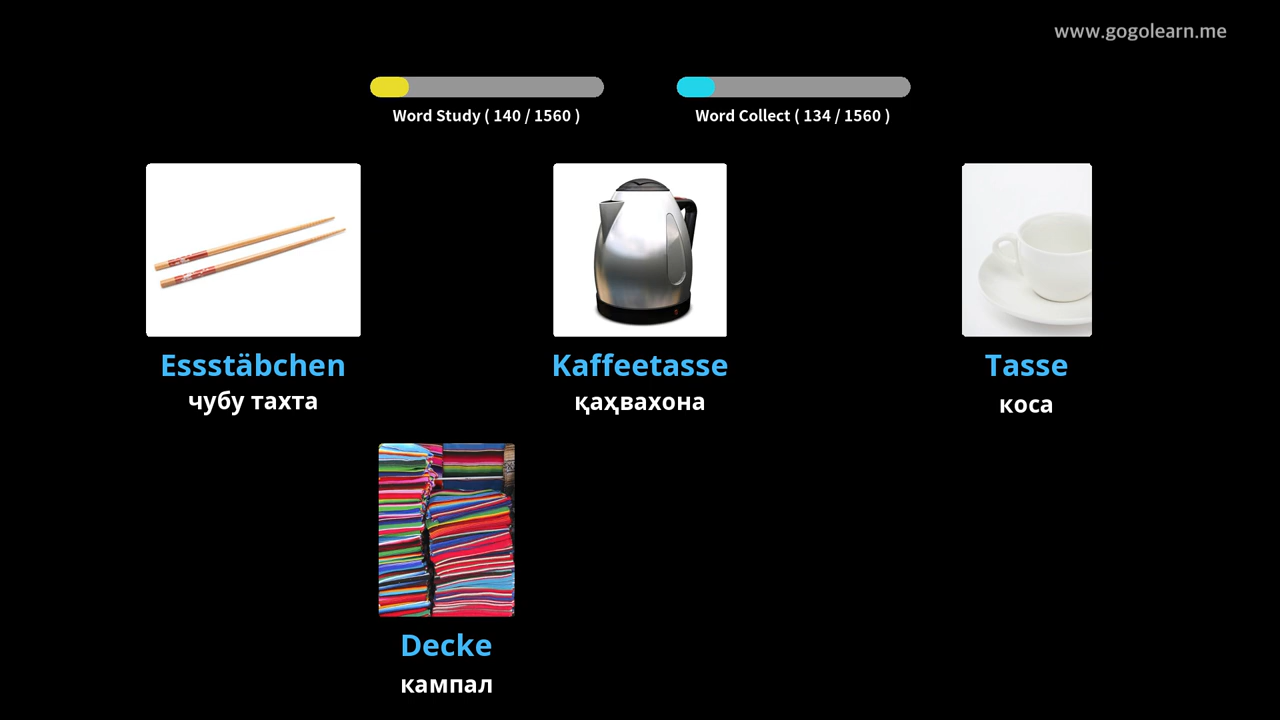 www.gogolearn.me
Word Study ( 140 / 1560 )
Word Collect ( 134 / 1560 )
Essstäbchen
чубу тахта
Kaffeetasse
қаҳвахона
Tasse
коса
Decke
кампал